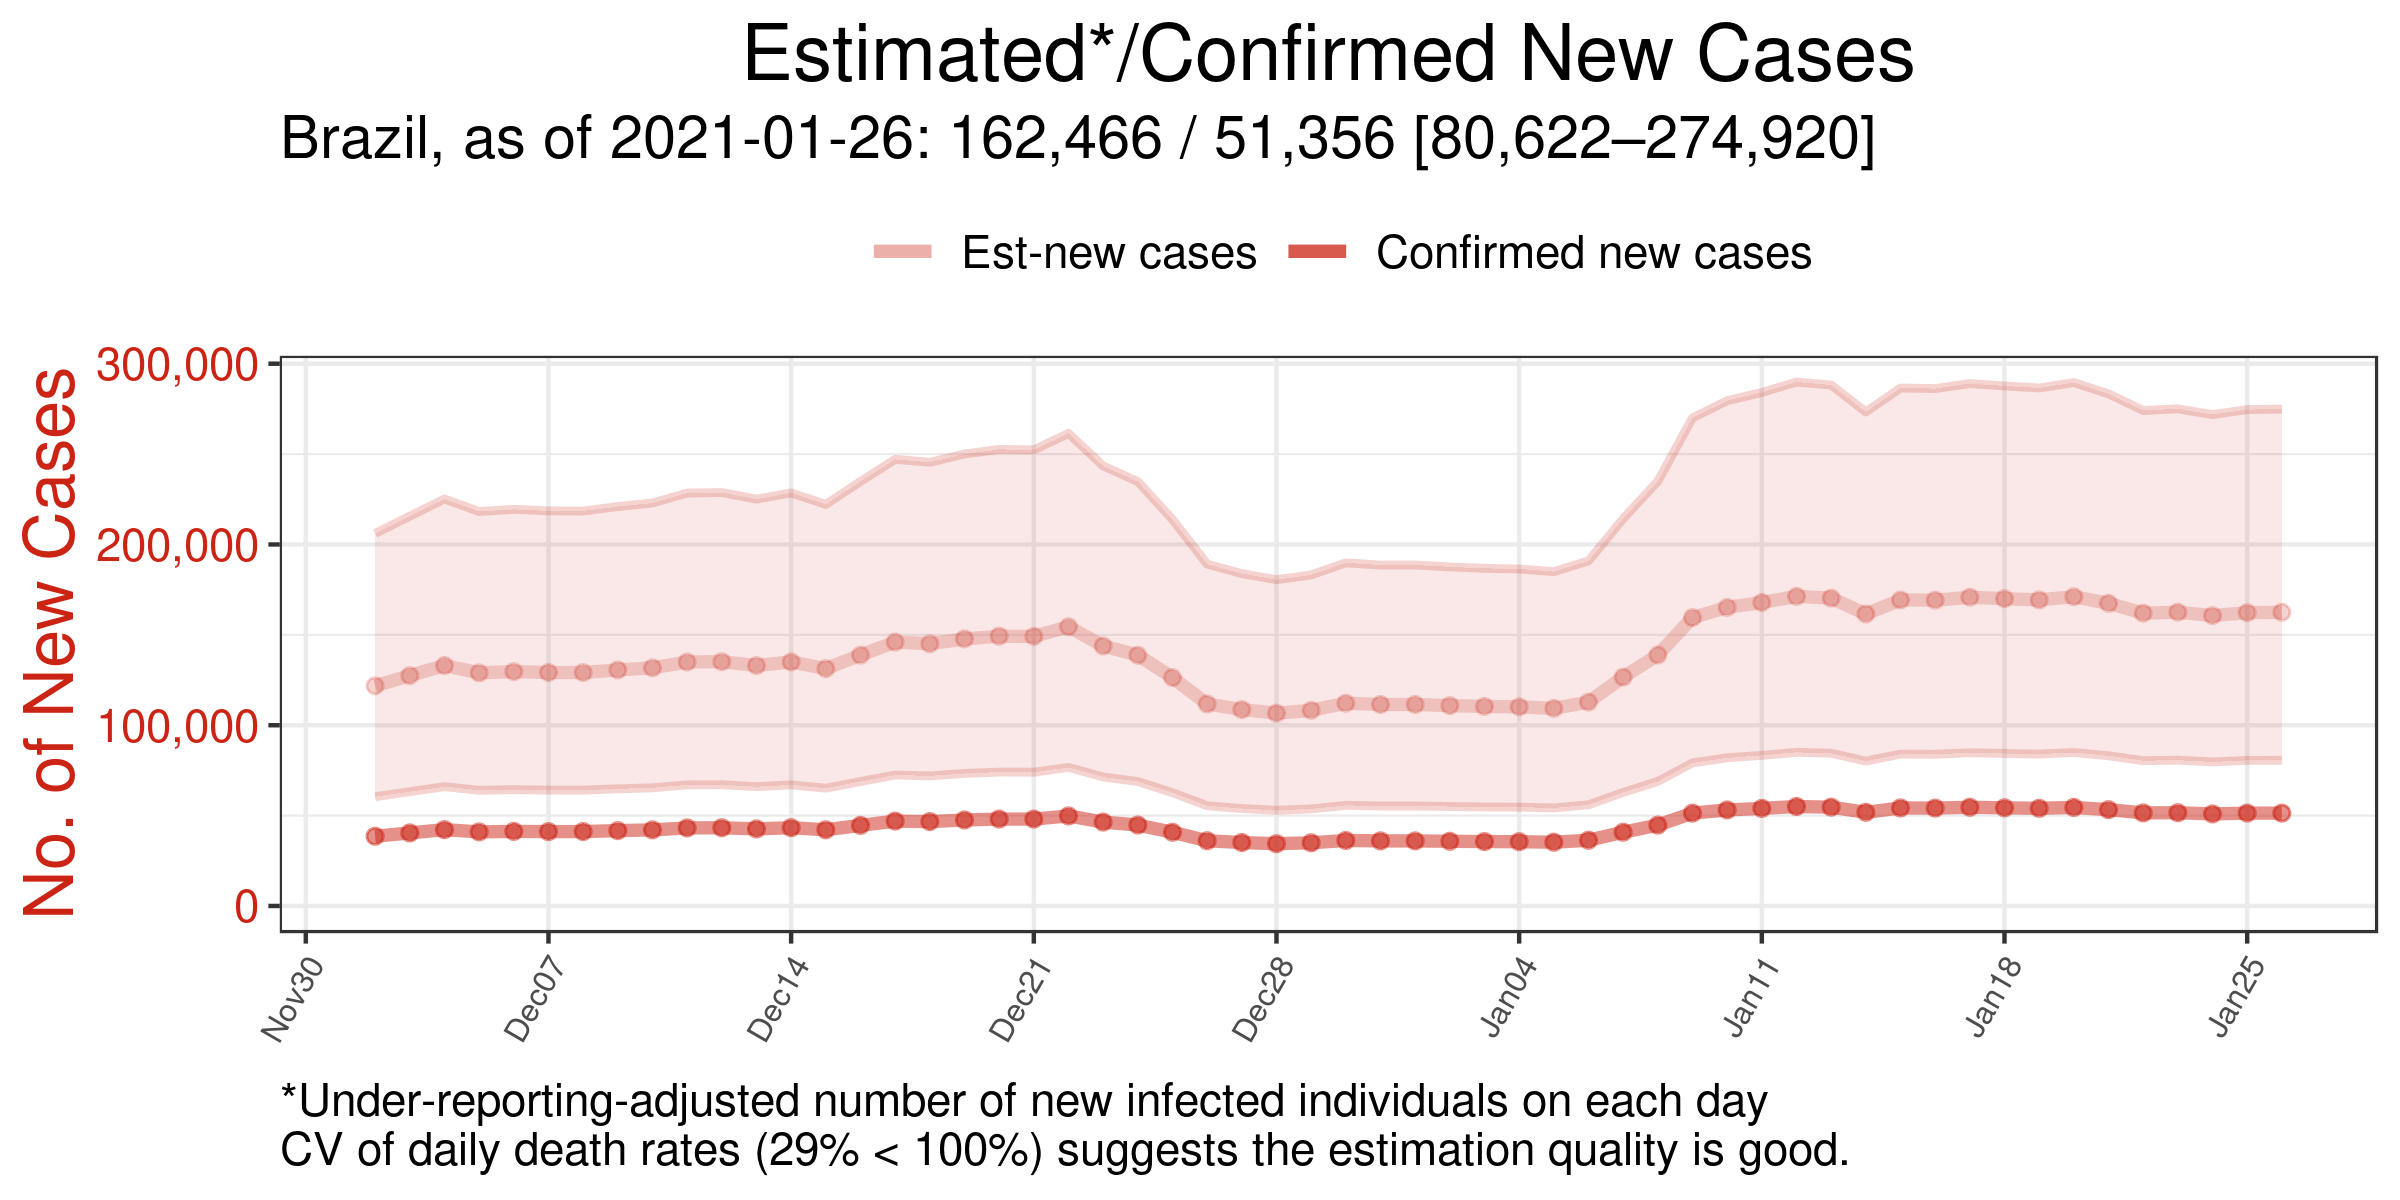 Estimated*/Confirmed New Cases
Brazil, as of 2021-01-26: 162,466 / 51,356 [80,622–274,920]
Est-new cases
Confirmed new cases
No. of New Cases
300,000
200,000
100,000
0
Nov30
Dec07
Dec14
Dec21
Dec28
Jan04
Jan11
Jan18
Jan25
*Under-reporting-adjusted number of new infected individuals on each day
CV of daily death rates (29% < 100%) suggests the estimation quality is good.